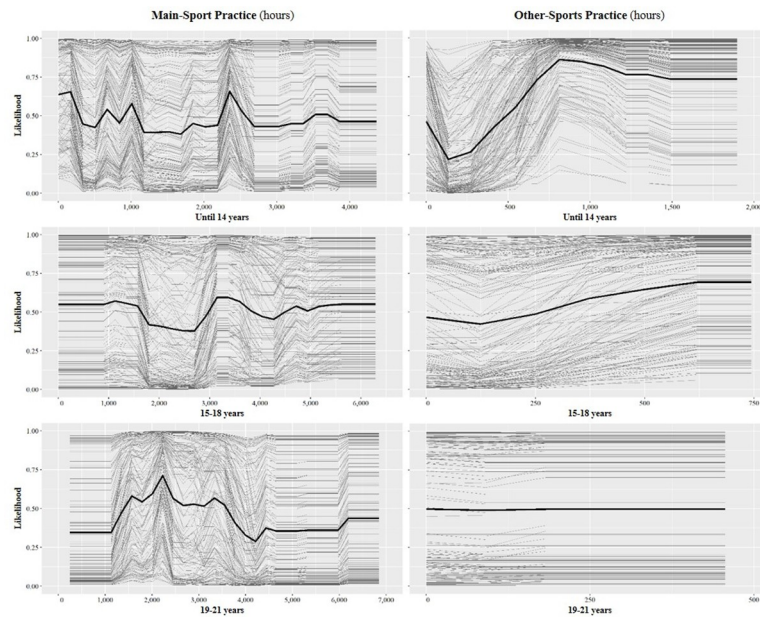 Main-Sport Practice (hours)
Other-Sports Practice (hours)
Likelihood
1.00
0.75
0.50
0.25
0.00
0 1,000 2,000 3,000 4,000
Until 14 years
0 500 1,000 1,500 2,000
Until 14 years
Likelihood
1.00
0.75
0.50
0.25
0.00
0 1,000 2,000 3,000 4,000 5,000 6,000
15-18 years
0 250 500 750
15-18 years
Likelihood
1.00
0.75
0.50
0.25
0.00
0 1,000 2,000 3,000 4,000 5,000 6,000 7,000
19-21 years
0 250 500
19-21 years